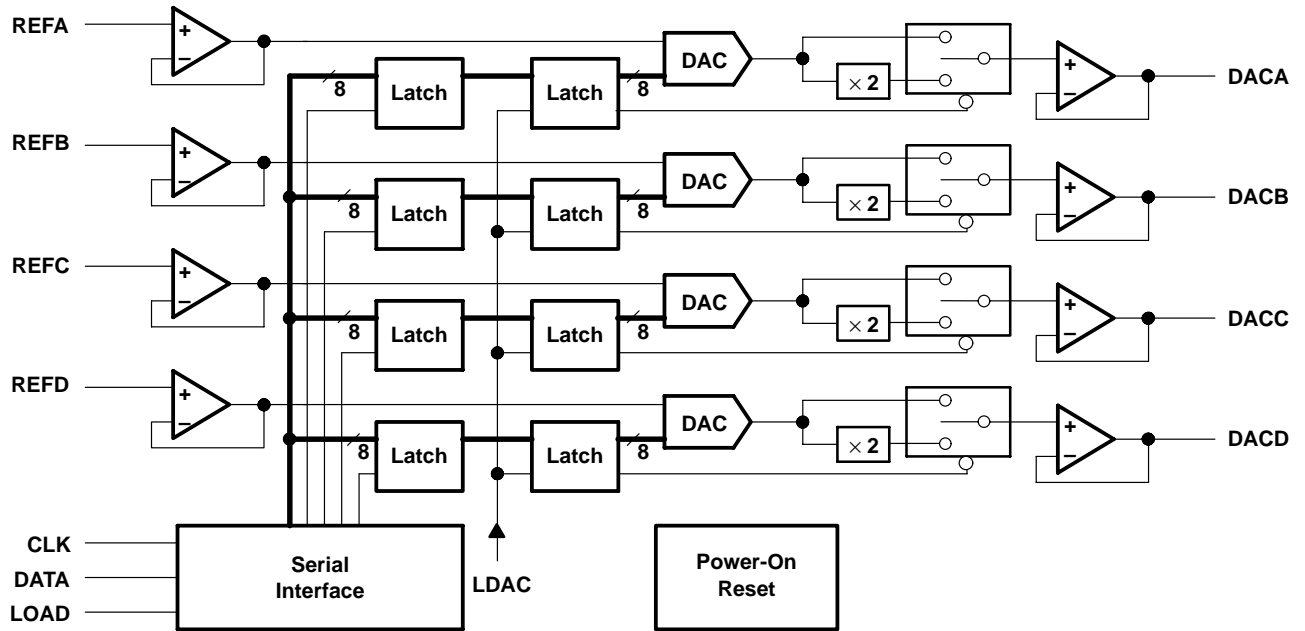 REFA
+
−
8
Latch
Latch
8
DAC
× 2
+
−
DACA
REFB
+
−
8
Latch
Latch
8
DAC
× 2
+
−
DACB
REFC
+
−
8
Latch
Latch
8
DAC
× 2
+
−
DACC
REFD
+
−
8
Latch
Latch
8
DAC
× 2
+
−
DACD
CLK
DATA
LOAD
Serial
Interface
LDAC
Power-On
Reset